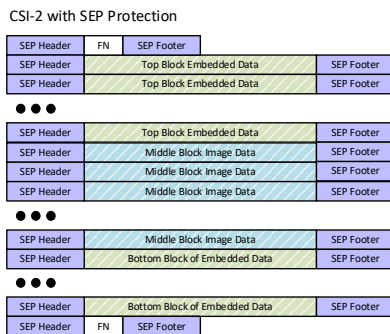 CSI-2 with SEP Protection
SEP Header FN SEP Footer
SEP Header Top Block Embedded Data SEP Footer
SEP Header Top Block Embedded Data SEP Footer
SEP Header Top Block Embedded Data SEP Footer
SEP Header Middle Block Image Data SEP Footer
SEP Header Middle Block Image Data SEP Footer
SEP Header Middle Block Image Data SEP Footer
SEP Header Middle Block Image Data SEP Footer
SEP Header Bottom Block of Embedded Data SEP Footer
SEP Header Bottom Block of Embedded Data SEP Footer
SEP Header FN SEP Footer